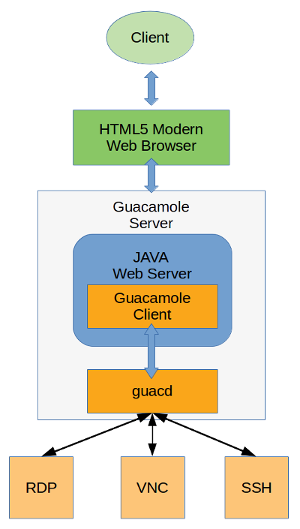 Client
HTML5 Modern
Web Browser
Guacamole
Server
JAVA
Web Server
Guacamole
Client
guacd
RDP
VNC
SSH